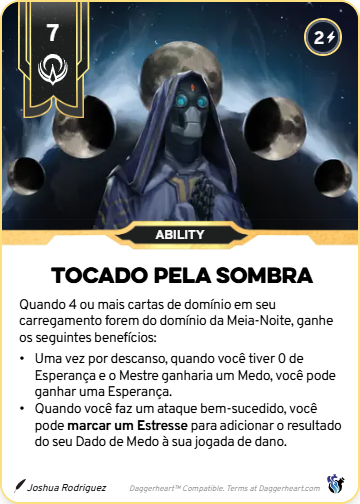 7
2
ABILITY
TOCADO PELA SOMBRA
Quando 4 ou mais cartas de domínio em seu
carregamento forem do domínio da Meia-Noite, ganhe
os seguintes benefícios:
• Uma vez por descanso, quando você tiver 0 de
Esperança e o Mestre ganharia um Medo, você pode
ganhar uma Esperança.
• Quando você faz um ataque bem-sucedido, você
pode marcar um Estresse para adicionar o resultado
do seu Dado de Medo à sua jogada de dano.
Joshua Rodriguez
Daggerheart™ Compatible. Terms at Daggerheart.com